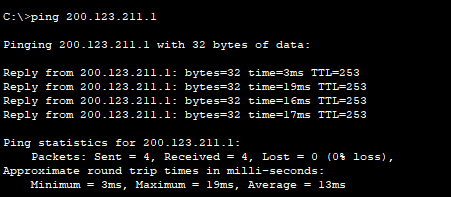 C:\>ping 200.123.211.1
Pinging 200.123.211.1 with 32 bytes of data:
Reply from 200.123.211.1: bytes=32 time=3ms TTL=253
Reply from 200.123.211.1: bytes=32 time=19ms TTL=253
Reply from 200.123.211.1: bytes=32 time=16ms TTL=253
Reply from 200.123.211.1: bytes=32 time=17ms TTL=253
Ping statistics for 200.123.211.1:
    Packets: Sent = 4, Received = 4, Lost = 0 (0% loss),
Approximate round trip times in milli-seconds:
    Minimum = 3ms, Maximum = 19ms, Average = 13ms